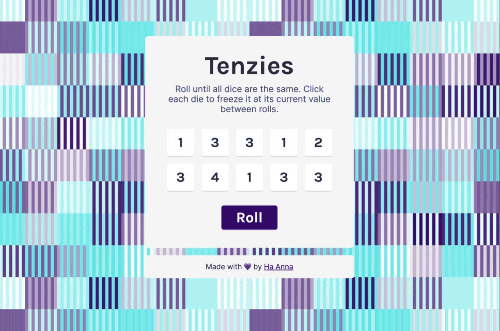 Tenzies
Roll until all dice are the same. Click
each die to freeze it at its current value
between rolls.
1 3 3 1 2
3 4 1 3 3
Roll
Made with 💜 by Ha Anna